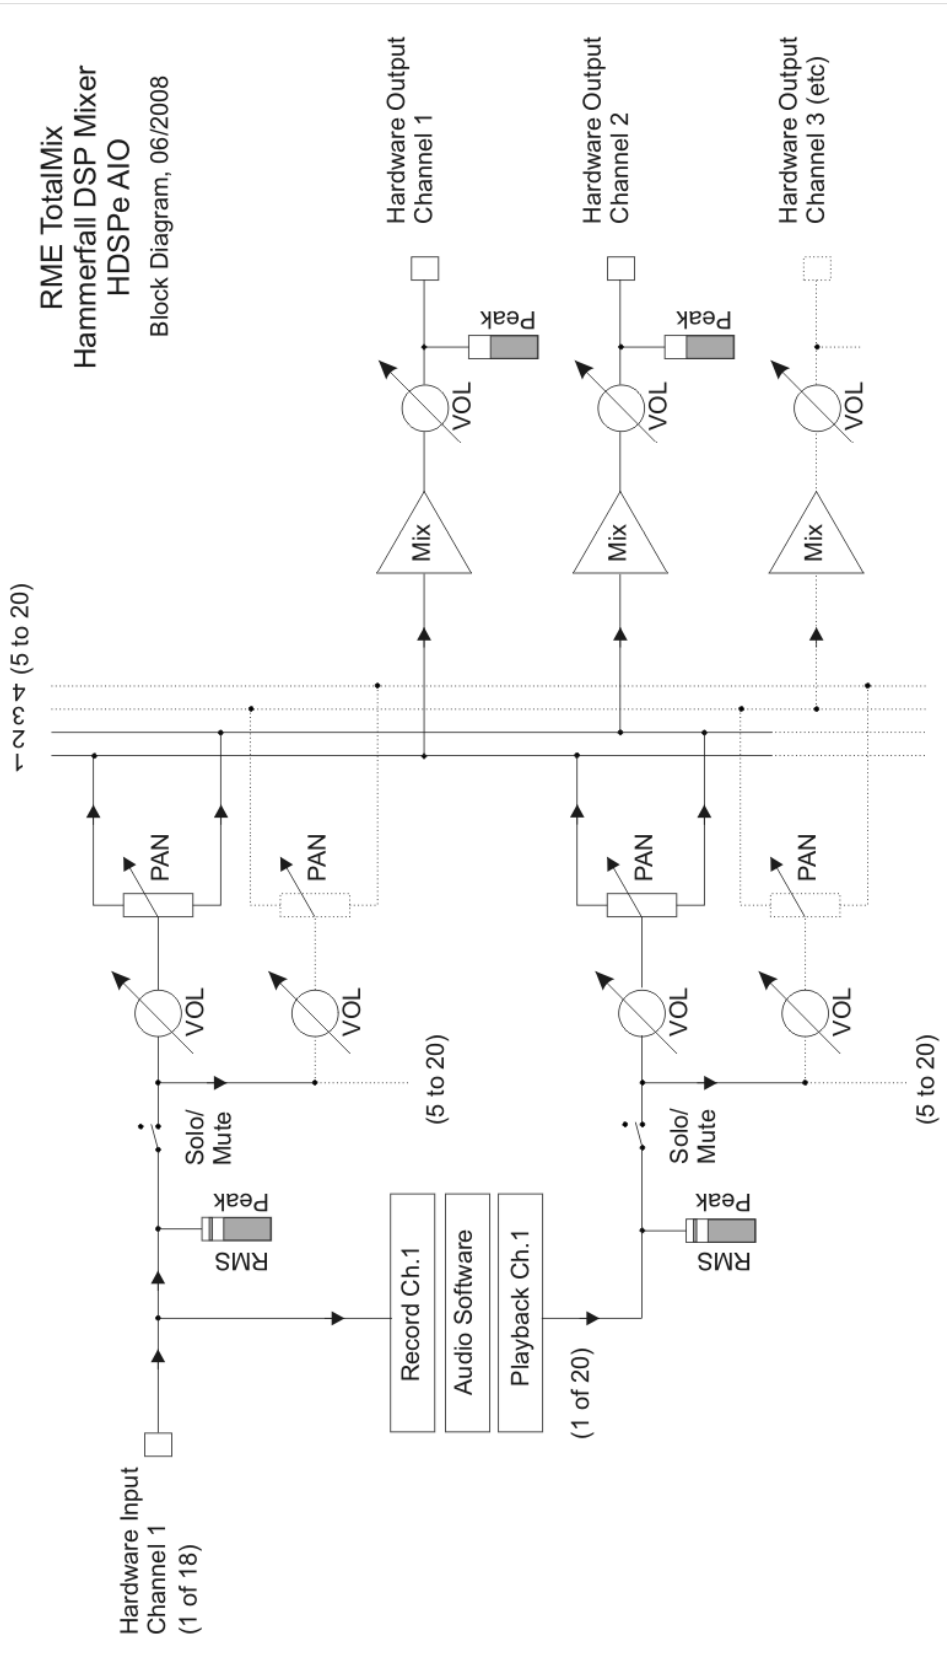 RME TotalMix
Hammerfall DSP Mixer
HDSPe AIO
Block Diagram, 06/2008
Hardware Input
Channel 1
(1 of 18)
RMS
Peak
Solo/
Mute
VOL
PAN
VOL
PAN
(5 to 20)
1 2 3 4 (5 to 20)
Record Ch.1
Audio Software
Playback Ch.1
(1 of 20)
RMS
Peak
Solo/
Mute
VOL
PAN
VOL
PAN
(5 to 20)
Mix
VOL
Peak
Hardware Output
Channel 1
Mix
VOL
Peak
Hardware Output
Channel 2
Mix
VOL
Hardware Output
Channel 3 (etc)